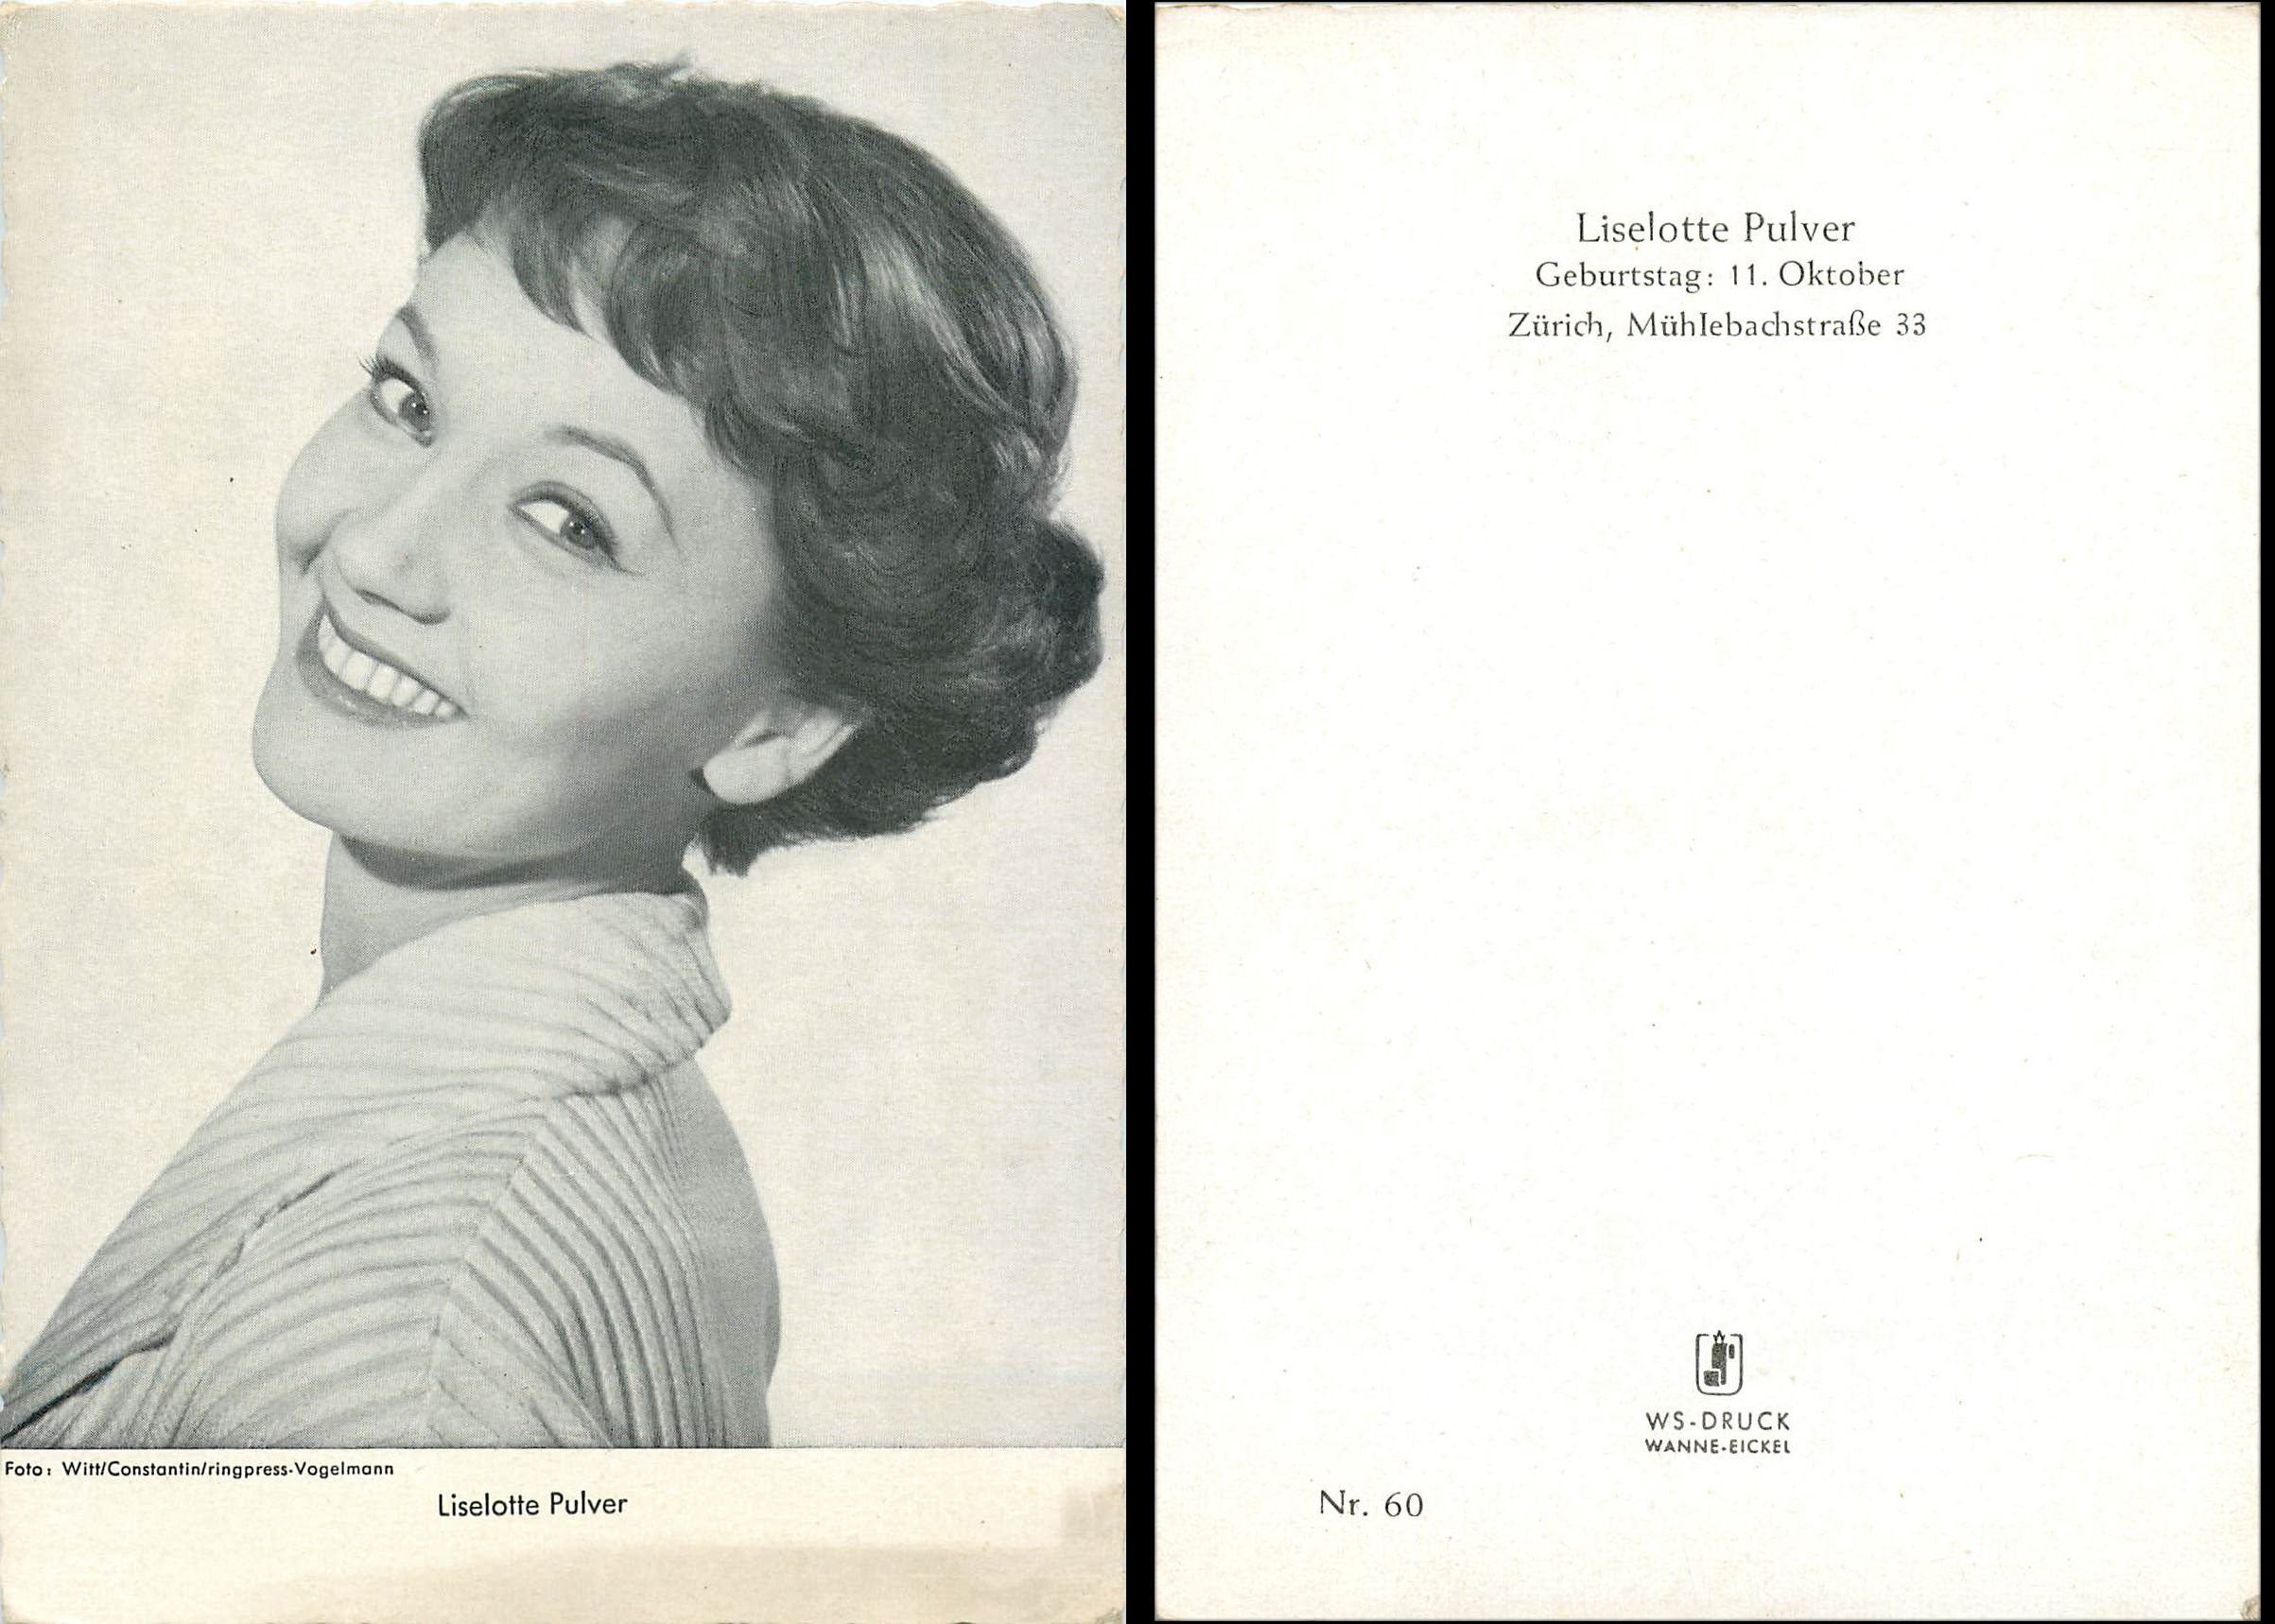 Foto: Witt/Constantin/ringpress-Vogelmann
Liselotte Pulver
Liselotte Pulver
Geburtstag: 11. Oktober
Zürich, Mühlebachstraße 33
WS-DRUCK
WANNE-EICKEL
Nr. 60